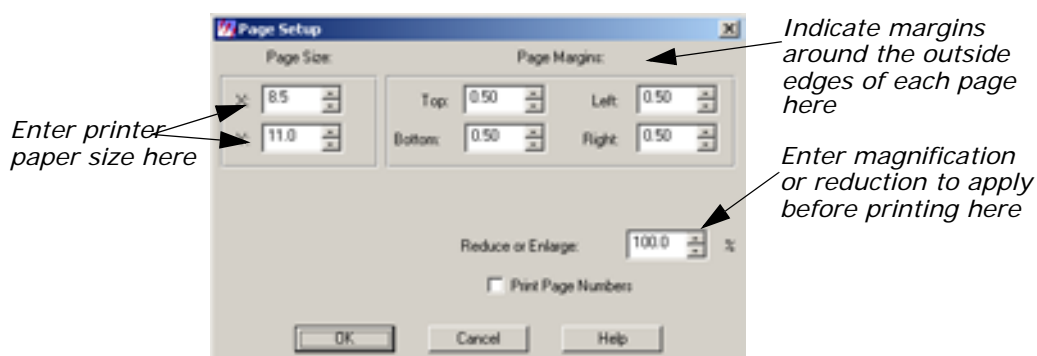 Page Setup
Page Size:
Page Margins:
X: 8.5
Top: 0.50
Left: 0.50
11.0
Bottom: 0.50
Right: 0.50
Reduce or Enlarge: 100.0 %
Print Page Numbers
OK
Cancel
Help
Enter printer
paper size here
Indicate margins
around the outside
edges of each page
here
Enter magnification
or reduction to apply
before printing here